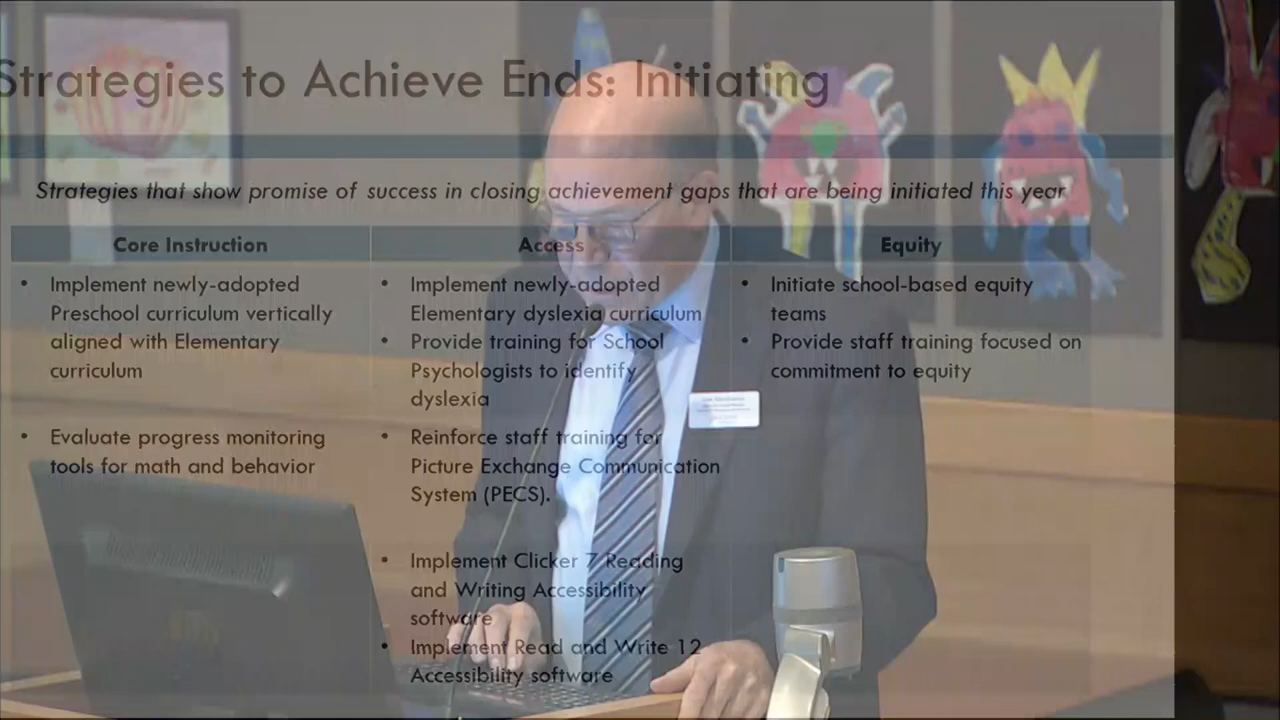 Strategies to Achieve Ends: Initiating
Strategies that show promise of success in closing achievement gaps that are being initiated this year
Core Instruction
• Implement newly-adopted
Preschool curriculum vertically
aligned with Elementary
curriculum
• Evaluate progress monitoring
tools for math and behavior
Access
• Implement newly-adopted
Elementary dyslexia curriculum
• Provide training for School
Psychologists to identify
dyslexia
• Reinforce staff training for
Picture Exchange Communication
System (PECS).
• Implement Clicker 7 Reading
and Writing Accessibility
software
• Implement Read and Write 12
Accessibility software
Equity
• Initiate school-based equity
teams
• Provide staff training focused on
commitment to equity